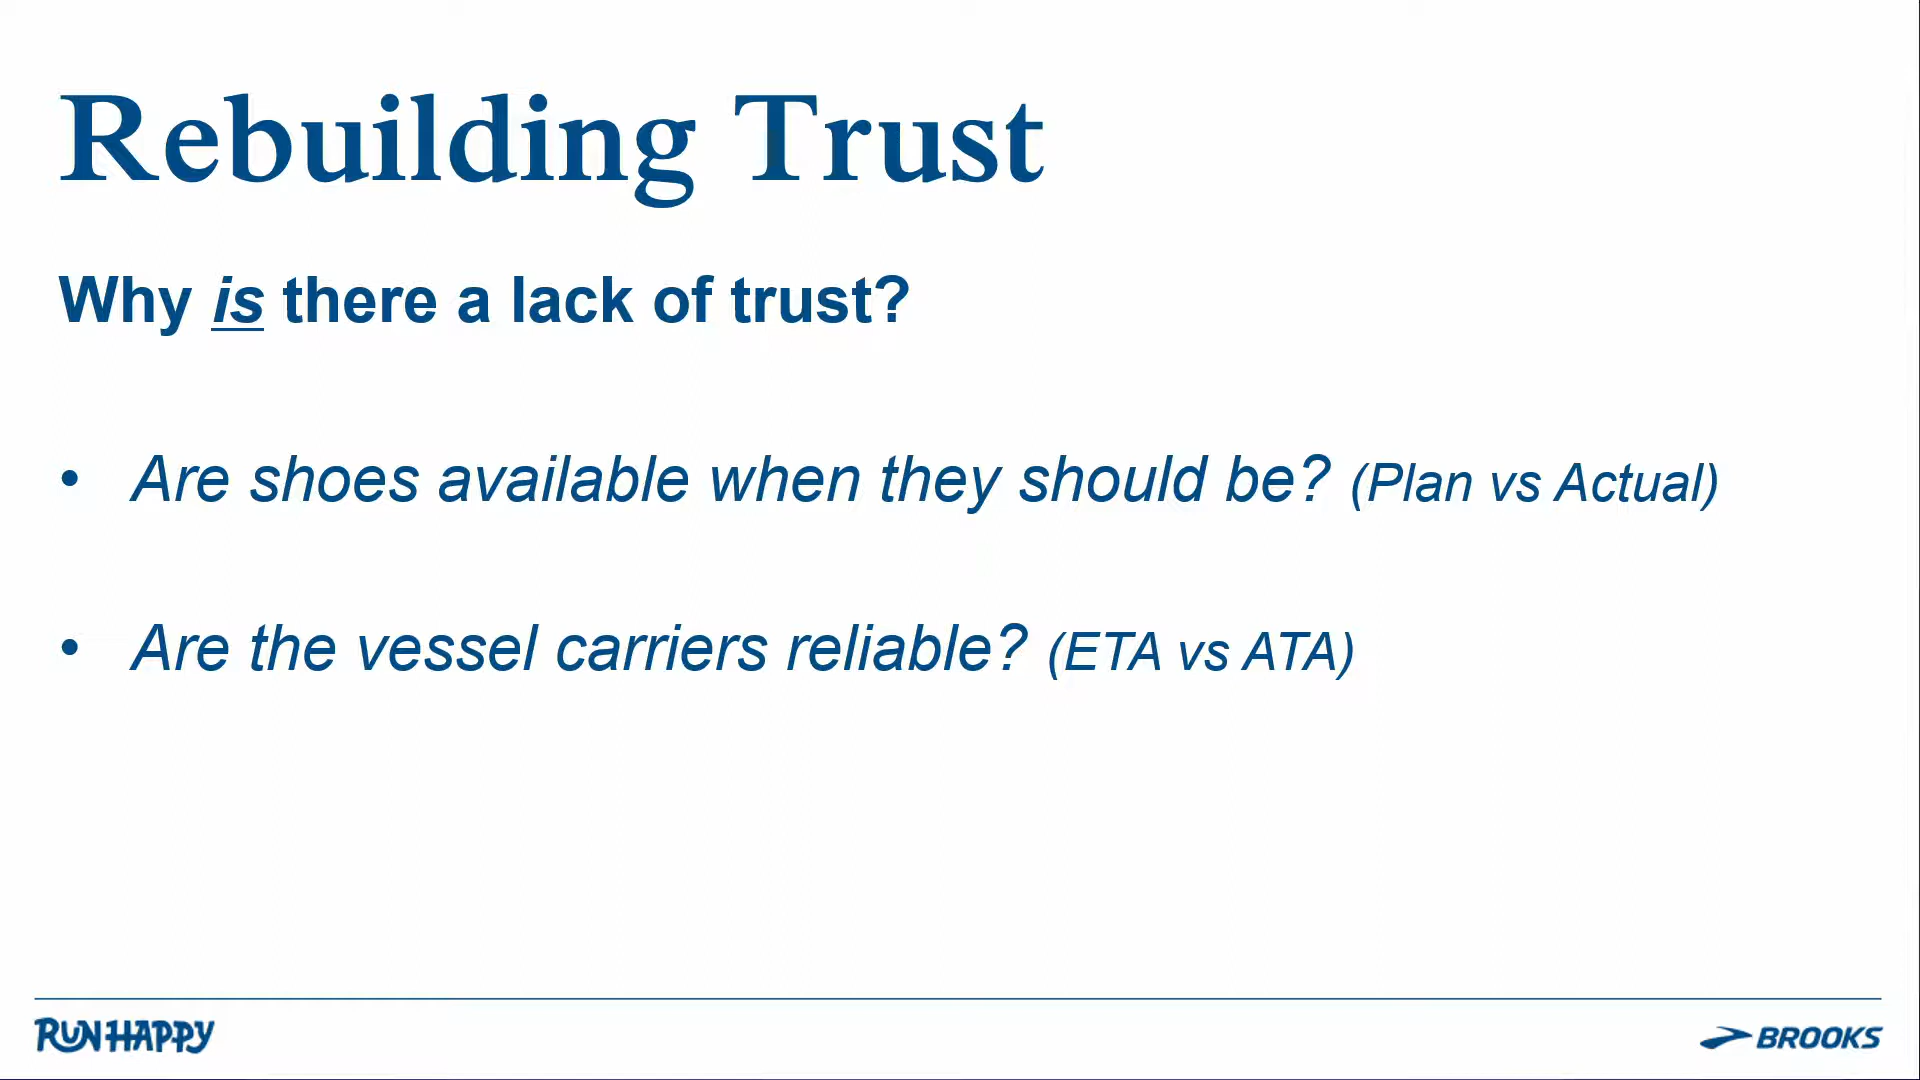 Rebuilding Trust
Why is there a lack of trust?
• Are shoes available when they should be? (Plan vs Actual)
• Are the vessel carriers reliable? (ETA vs ATA)
RUN HAPPY
BROOKS